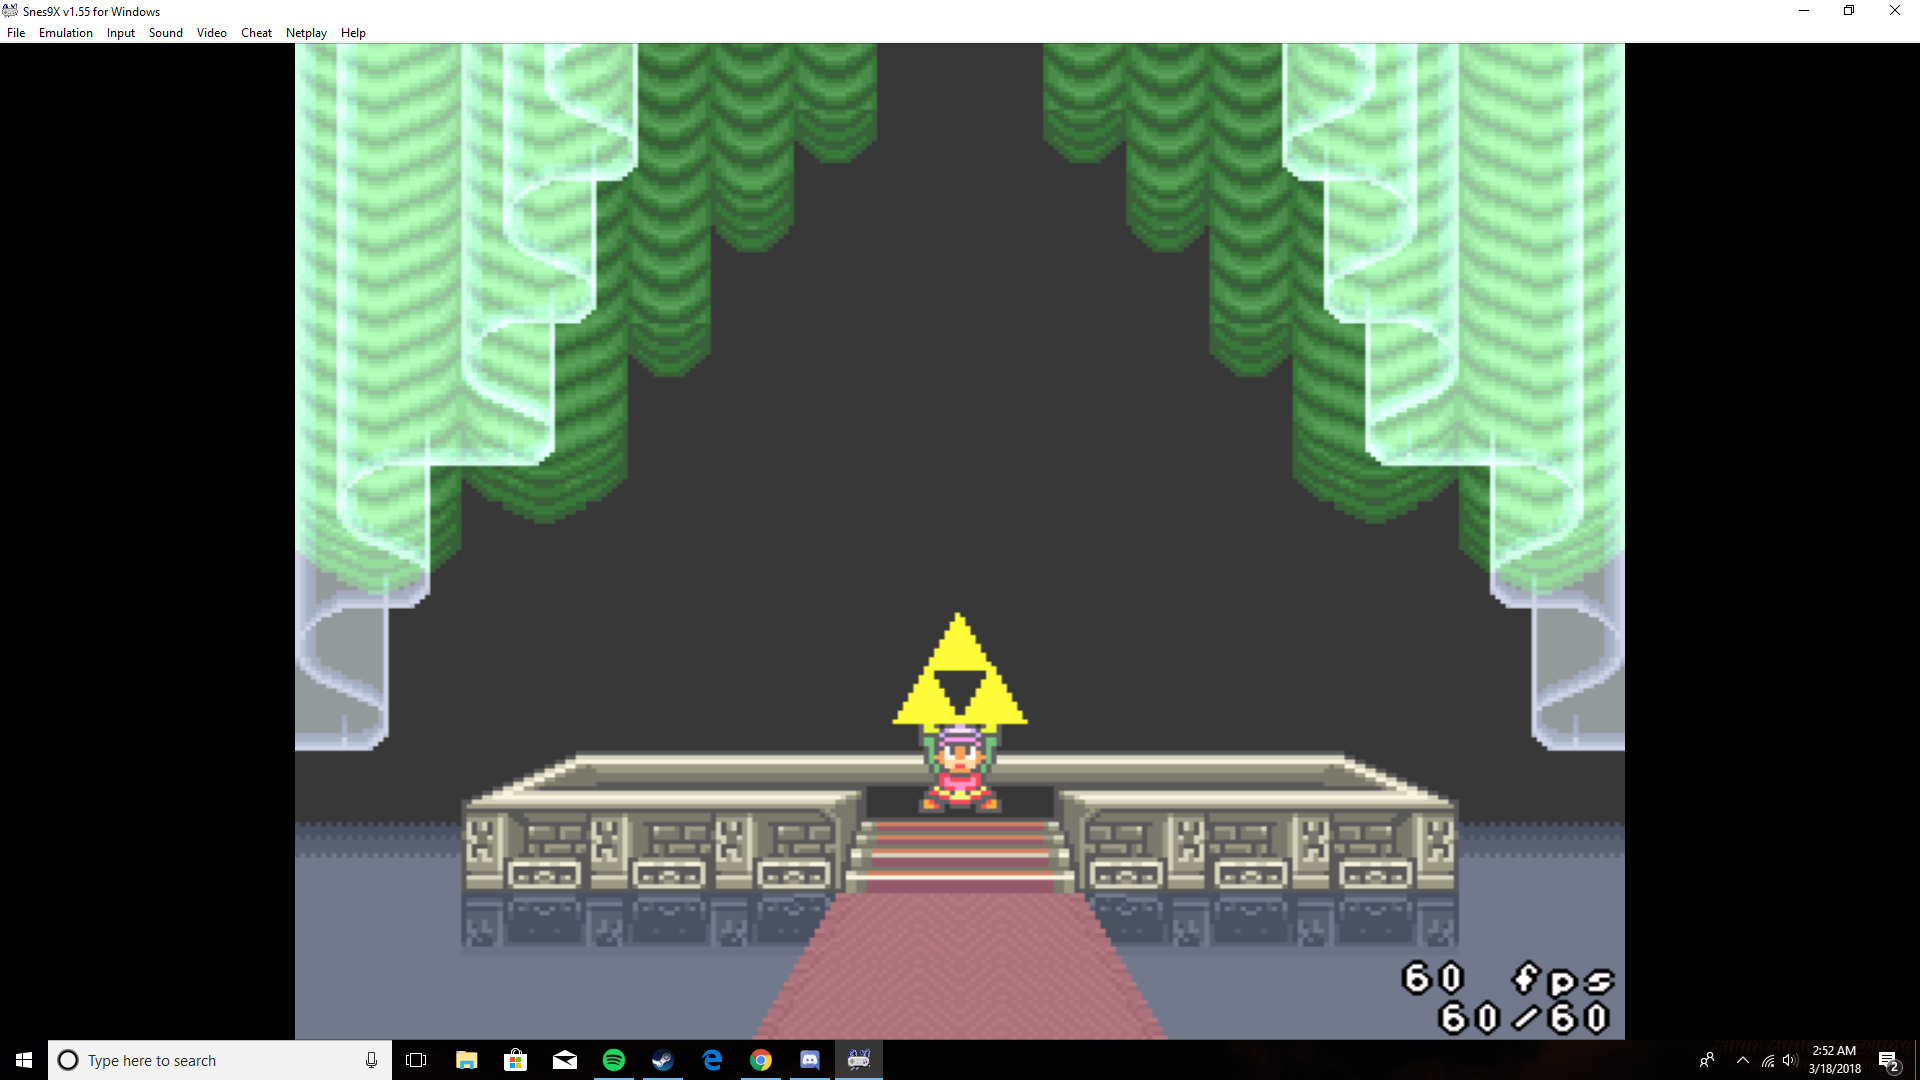 Snes9X v1.55 for Windows
File Emulation Input Sound Video Cheat Netplay Help
60 fps
60/60
Type here to search
2:52 AM
3/18/2018
2